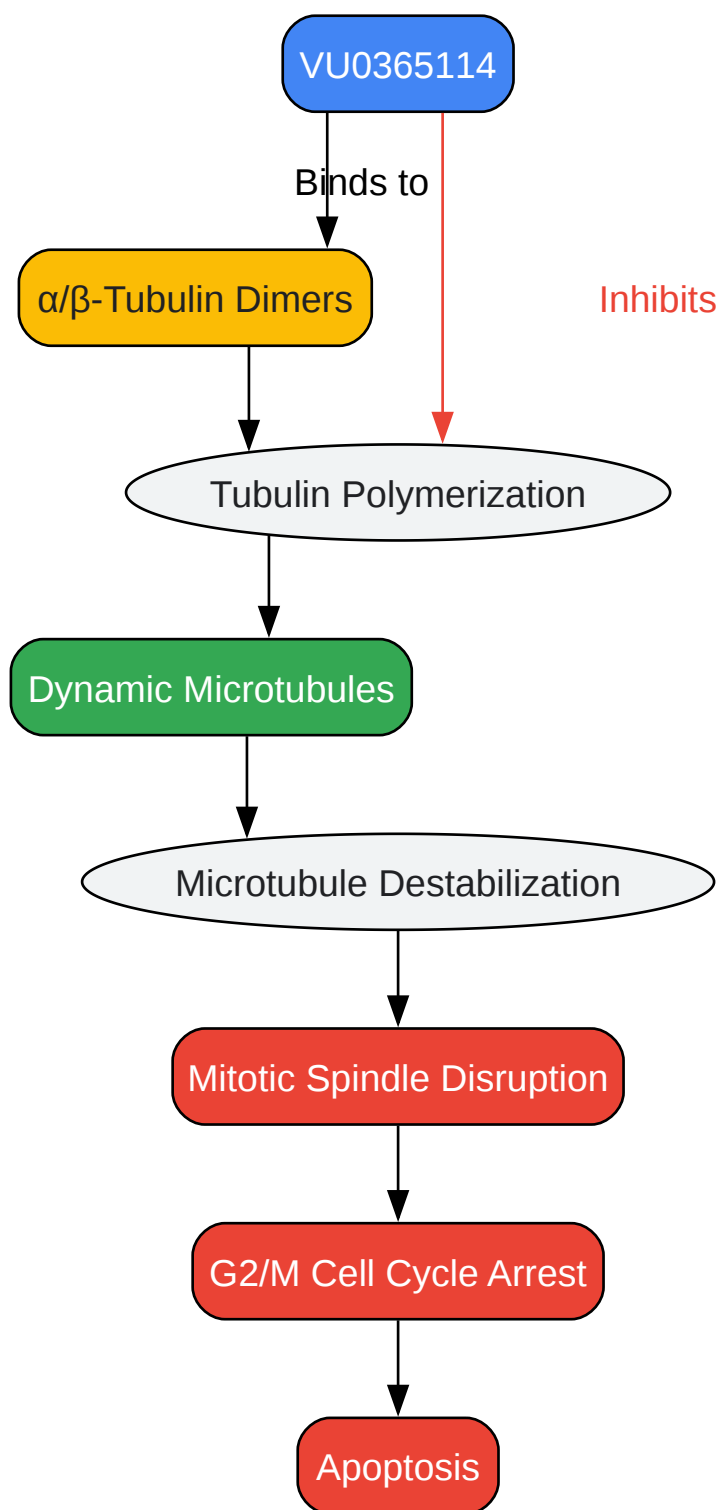 VU0365114
Binds to
α/β-Tubulin Dimers
Inhibits
Tubulin Polymerization
Dynamic Microtubules
Microtubule Destabilization
Mitotic Spindle Disruption
G2/M Cell Cycle Arrest
Apoptosis